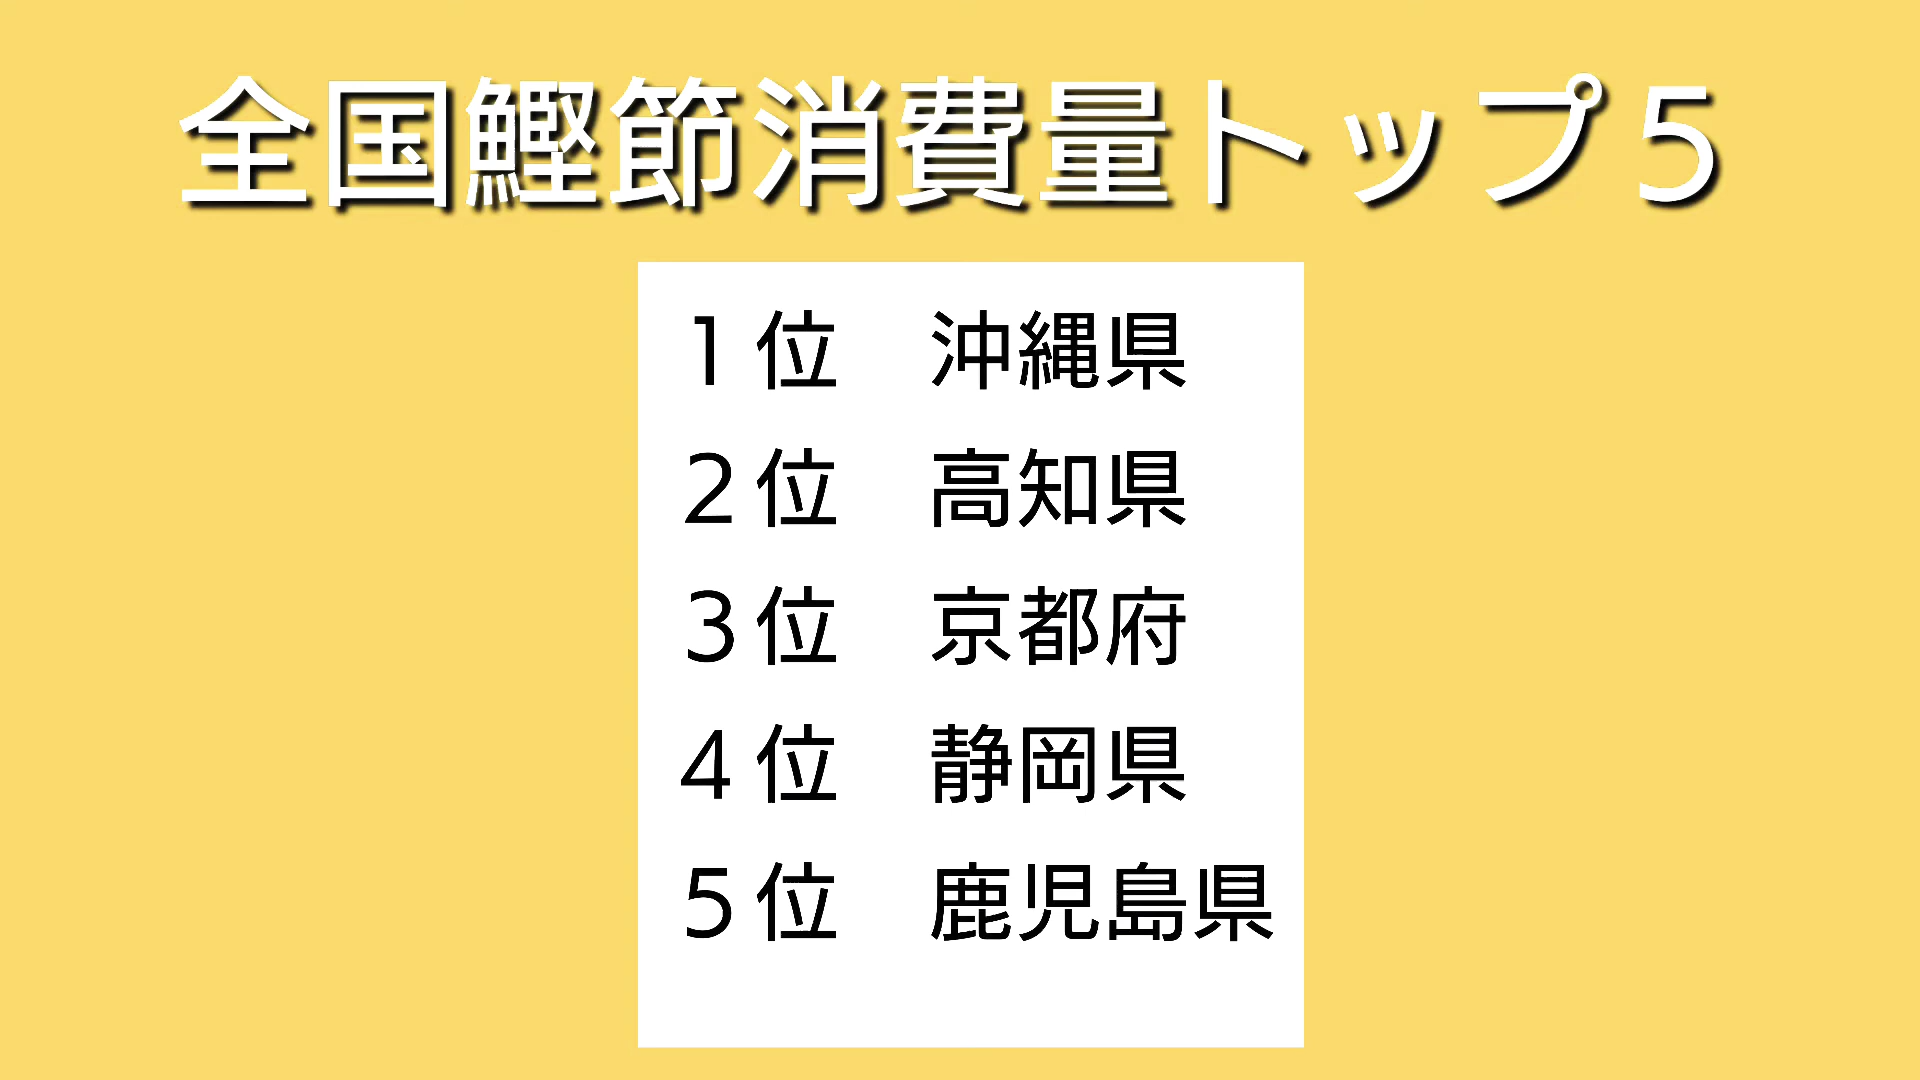 全国鰹節消費量トップ５
１位　沖縄県
２位　高知県
３位　京都府
４位　静岡県
５位　鹿児島県